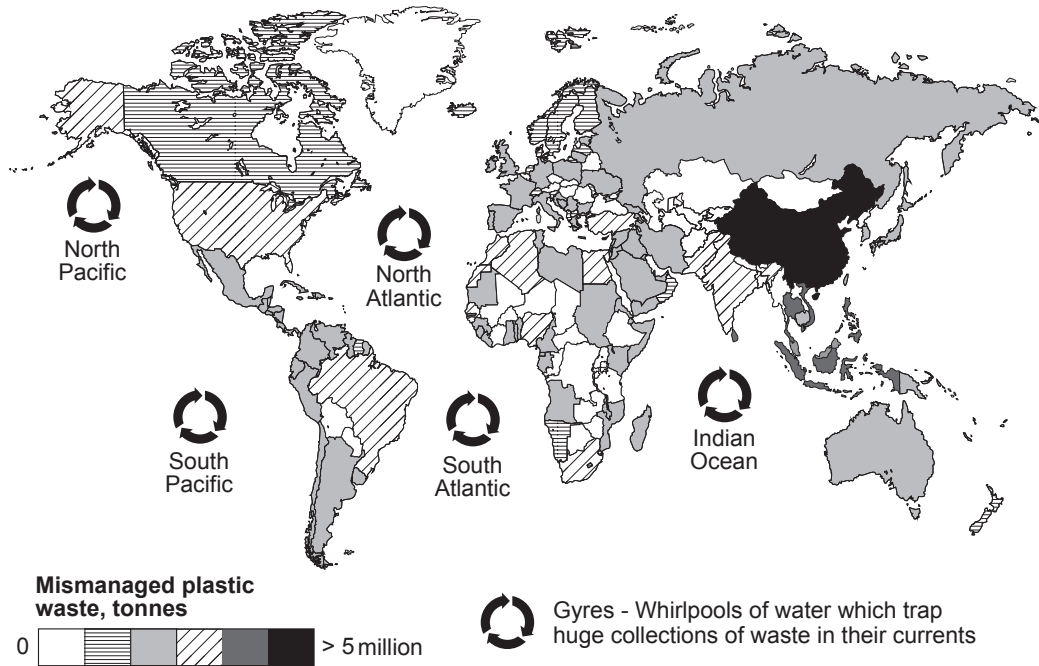 North
Pacific
North
Atlantic
South
Pacific
South
Atlantic
Indian
Ocean
Mismanaged plastic
waste, tonnes
0
> 5 million
Gyres - Whirlpools of water which trap
huge collections of waste in their currents